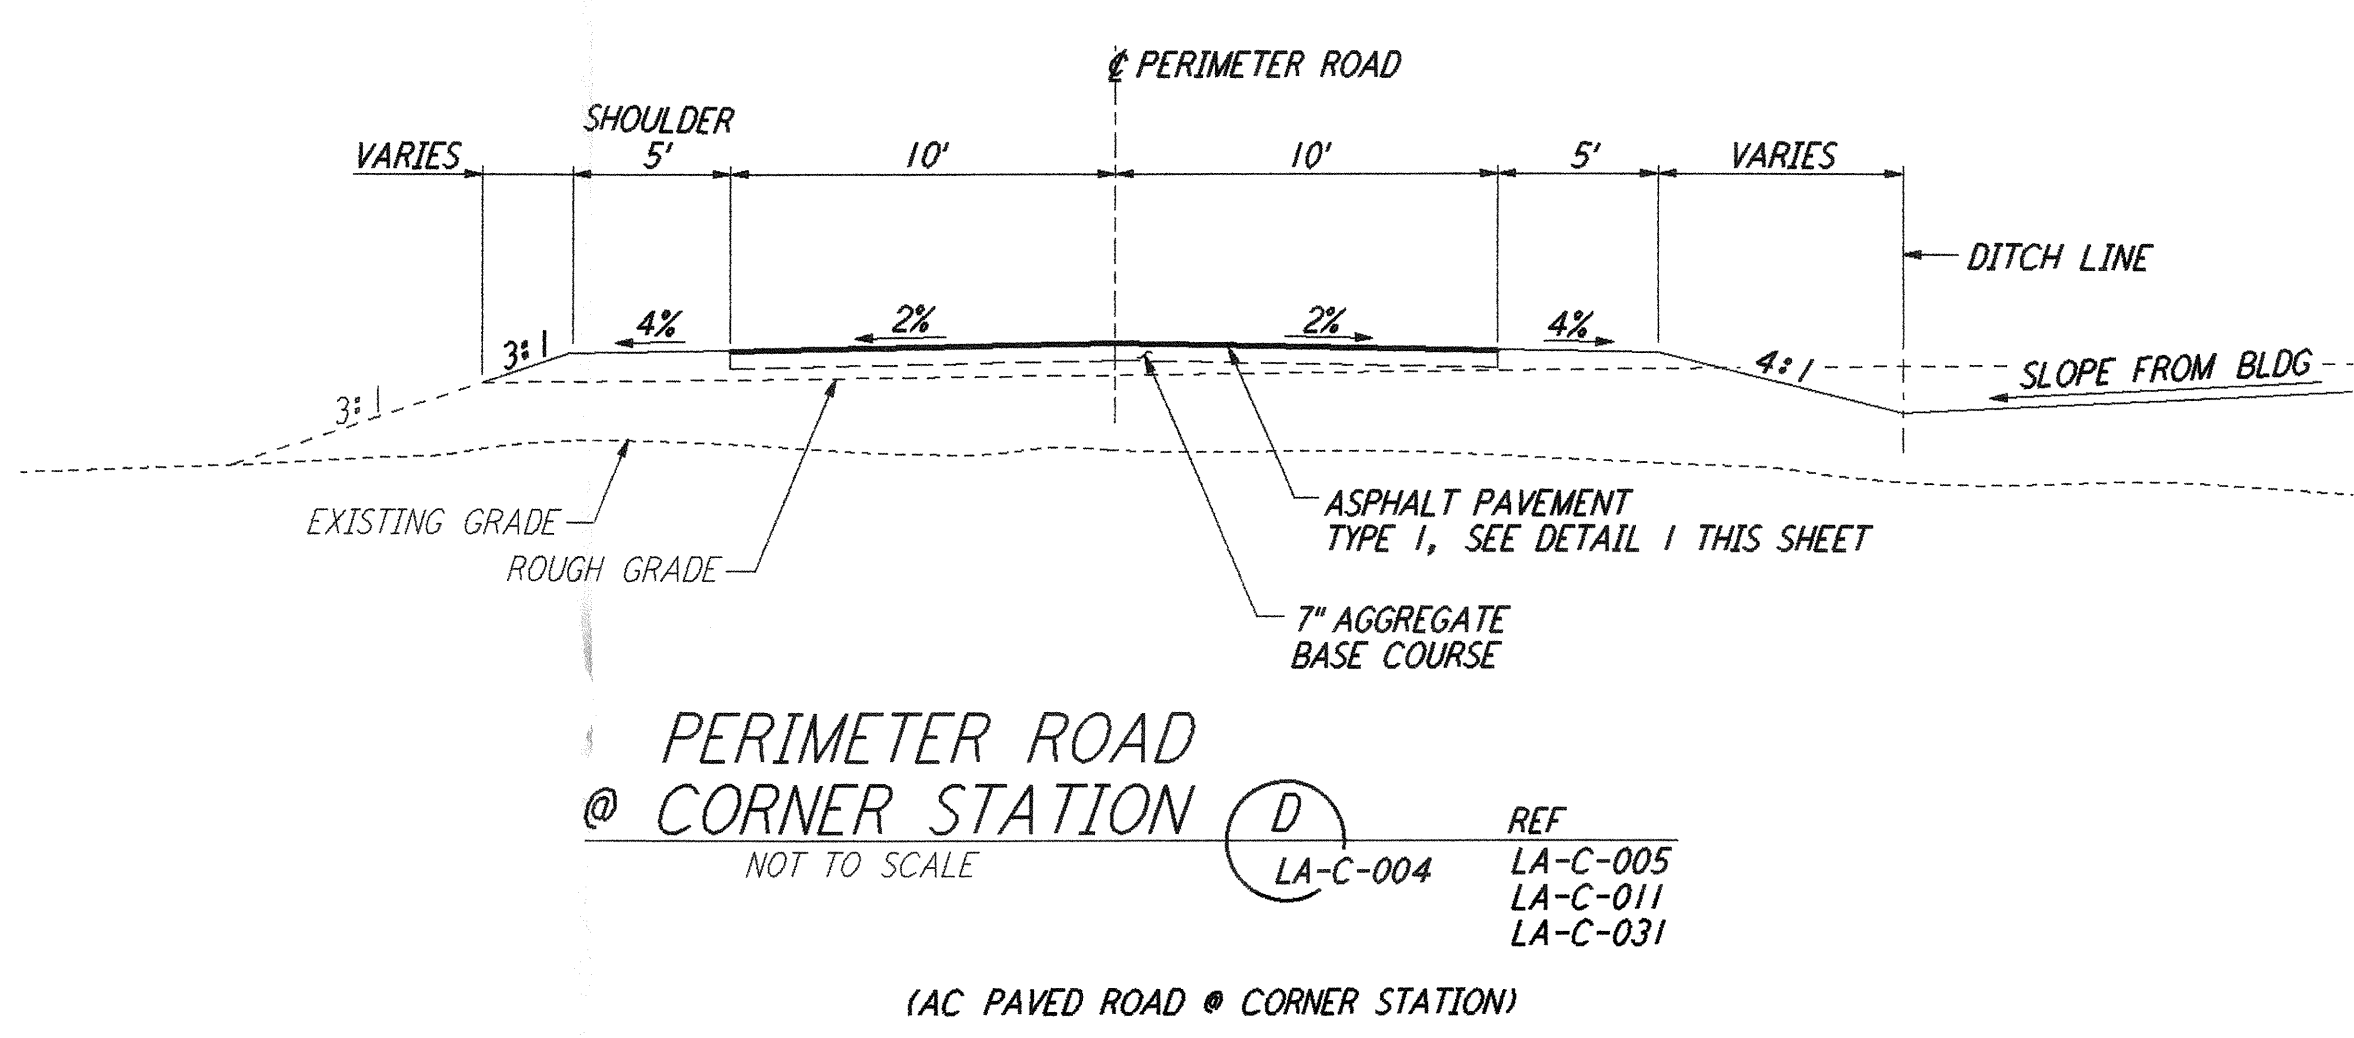 ℄ PERIMETER ROAD
SHOULDER
VARIES 5' 10' 10' 5' VARIES
DITCH LINE
4% 2% 2% 4%
3:1 4:1 SLOPE FROM BLDG
3:1
EXISTING GRADE
ROUGH GRADE
ASPHALT PAVEMENT
TYPE 1, SEE DETAIL 1 THIS SHEET
7" AGGREGATE
BASE COURSE
PERIMETER ROAD
@ CORNER STATION
NOT TO SCALE
D
LA-C-004
REF
LA-C-005
LA-C-011
LA-C-031
(AC PAVED ROAD @ CORNER STATION)